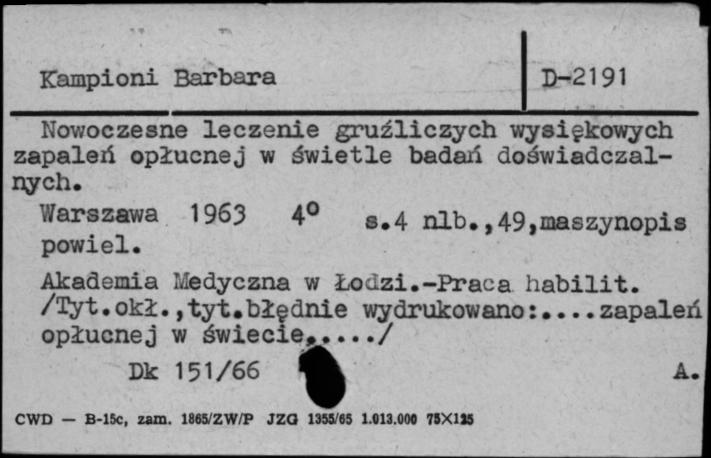 Kampioni Barbara D-2191
Nowoczesne leczenie gruźliczych wysiękowych
zapaleń opłucnej w świetle badań doświadczal-
nych.
Warszawa 1963 4° s.4 nlb.,49,maszynopis
powiel.
Akademia Medyczna w Łodzi.-Praca habilit.
/Tyt.okł.,tyt.błędnie wydrukowano:....zapaleń
opłucnej w świecie...../
Dk 151/66 A.
CWD — B-15c, zam. 1865/ZW/P JZG 1355/65 1.013.000 75X125